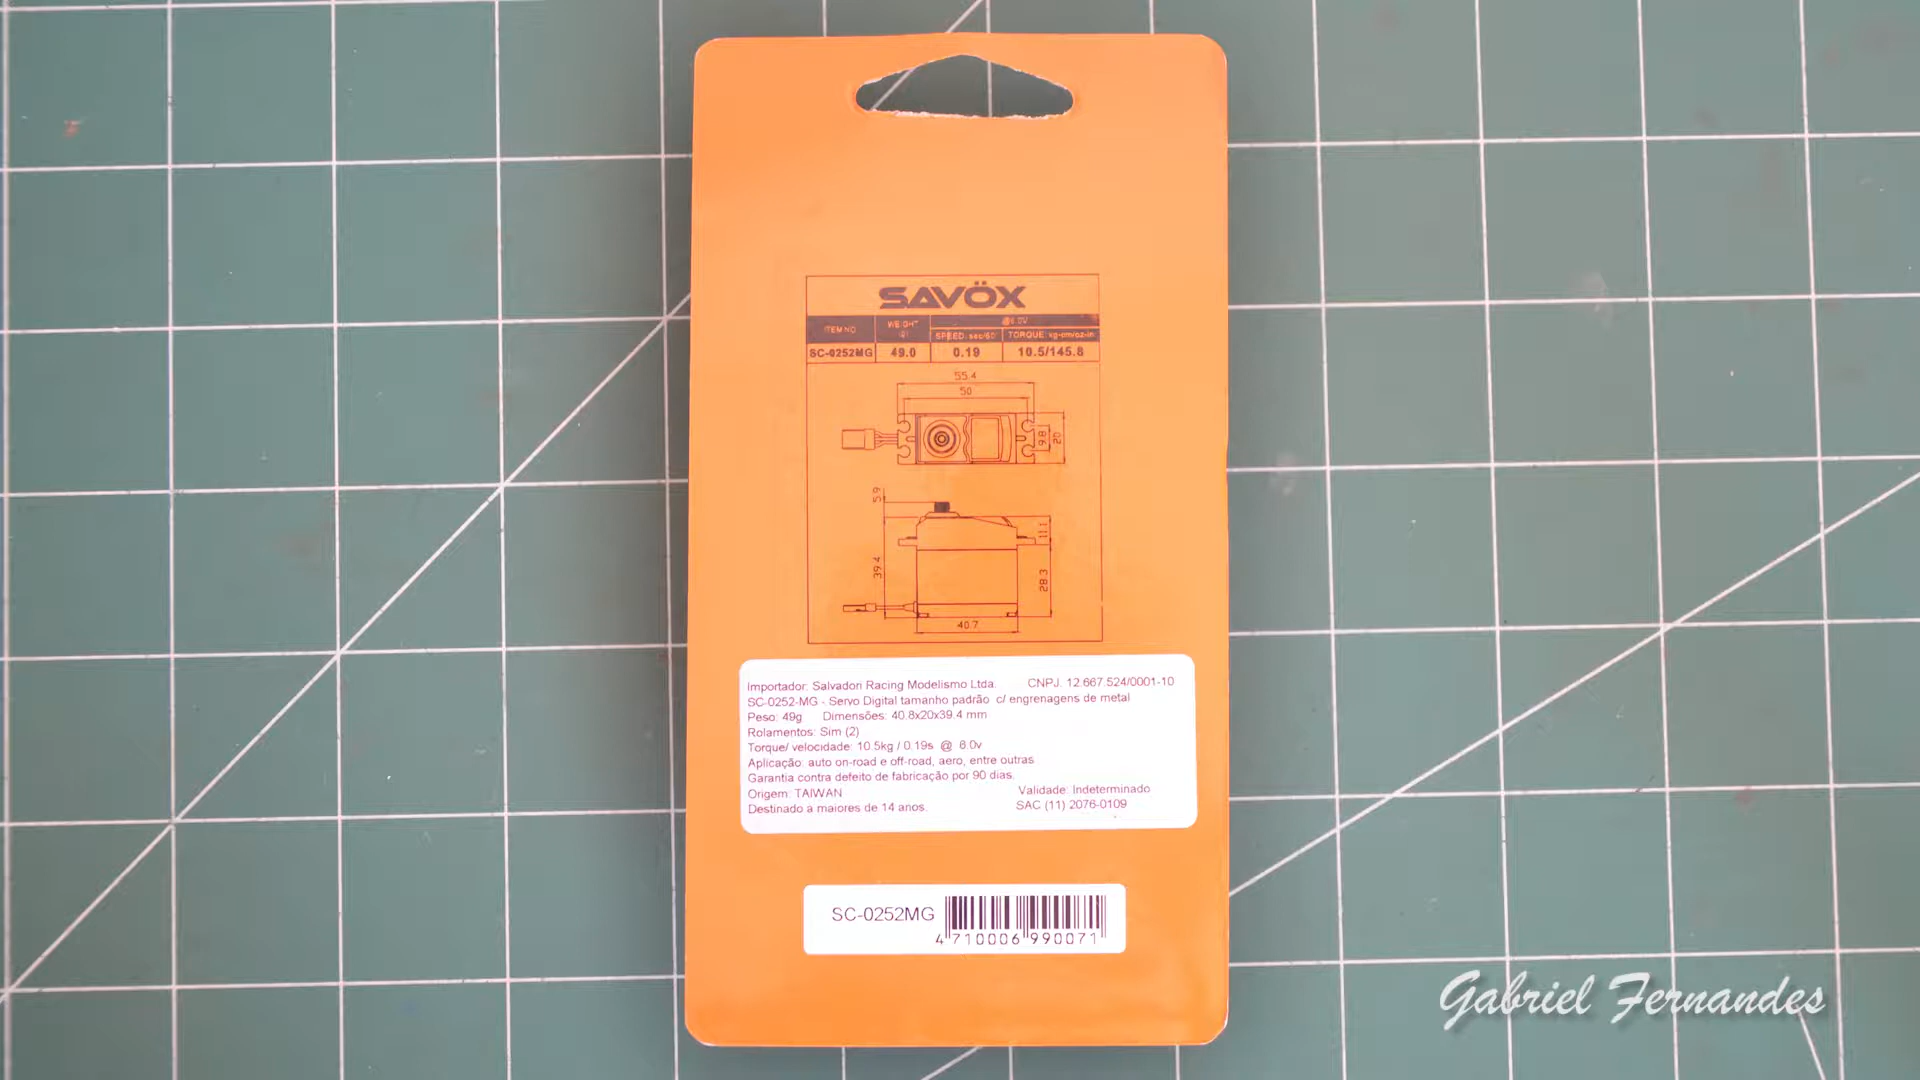 SAVÖX
ITEM NO WEIGHT (g) @6.0V
SPEED: sec/60° TORQUE: kg-cm/oz-in
SC-0252MG 49.0 0.19 10.5/145.8
55.4
50
9.8
20
5.9
11.1
39.4
28.3
40.7
Importador: Salvadori Racing Modelismo Ltda. CNPJ. 12.667.524/0001-10
SC-0252-MG - Servo Digital tamanho padrão c/ engrenagens de metal
Peso: 49g Dimensões: 40.8x20x39.4 mm
Rolamentos: Sim (2)
Torque/ velocidade: 10.5kg / 0.19s @ 6.0v
Aplicação: auto on-road e off-road, aero, entre outras
Garantia contra defeito de fabricação por 90 dias.
Origem: TAIWAN Validade: Indeterminado
Destinado a maiores de 14 anos. SAC (11) 2076-0109
SC-0252MG
4 710006 990071
Gabriel Fernandes